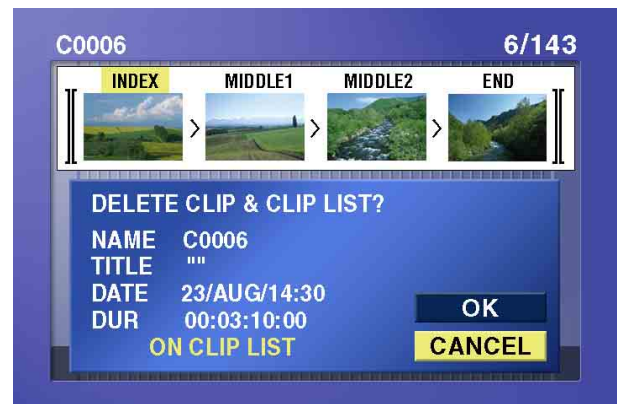 C0006 6/143
INDEX MIDDLE1 MIDDLE2 END
DELETE CLIP & CLIP LIST?
NAME C0006
TITLE ""
DATE 23/AUG/14:30
DUR 00:03:10:00
ON CLIP LIST
OK
CANCEL